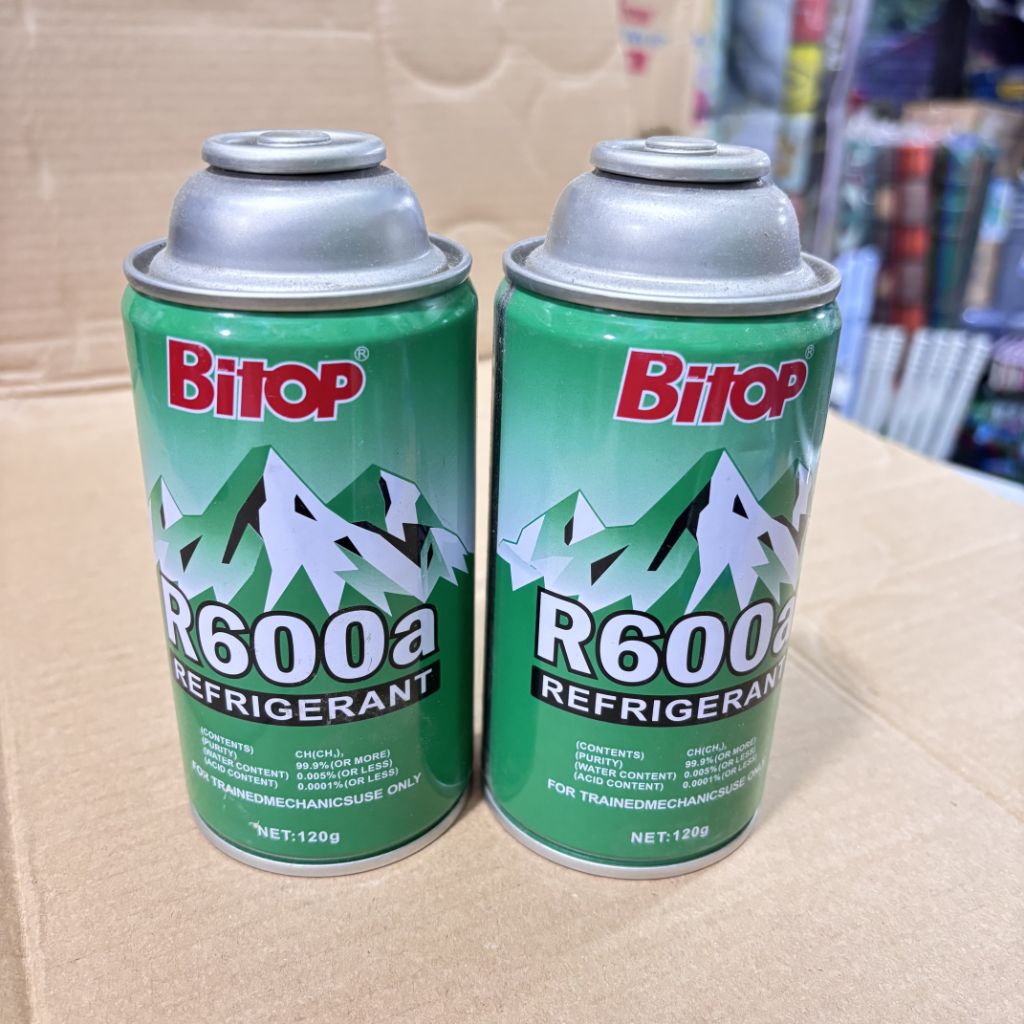 BiTOP®
R600a
REFRIGERANT
(CONTENTS) CH(CH₃)₃
(PURITY) 99.9% (OR MORE)
(WATER CONTENT) 0.005% (OR LESS)
(ACID CONTENT) 0.0001% (OR LESS)
FOR TRAINEDMECHANICSUSE ONLY
NET:120g
BiTOP®
R600a
REFRIGERANT
(CONTENTS) CH(CH₃)₃
(PURITY) 99.9% (OR MORE)
(WATER CONTENT) 0.005% (OR LESS)
(ACID CONTENT) 0.0001% (OR LESS)
FOR TRAINEDMECHANICSUSE ONLY
NET:120g